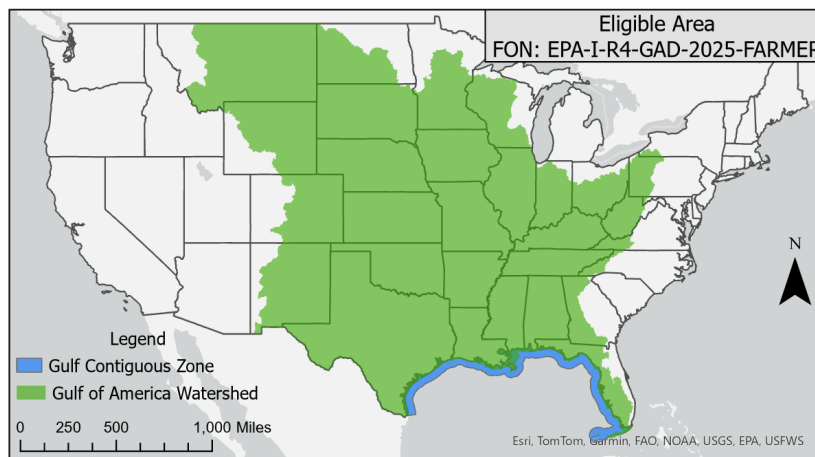 Eligible Area
FON: EPA-I-R4-GAD-2025-FARMER
N
Legend
Gulf Contiguous Zone
Gulf of America Watershed
0 250 500 1,000 Miles
Esri, TomTom, Garmin, FAO, NOAA, USGS, EPA, USFWS